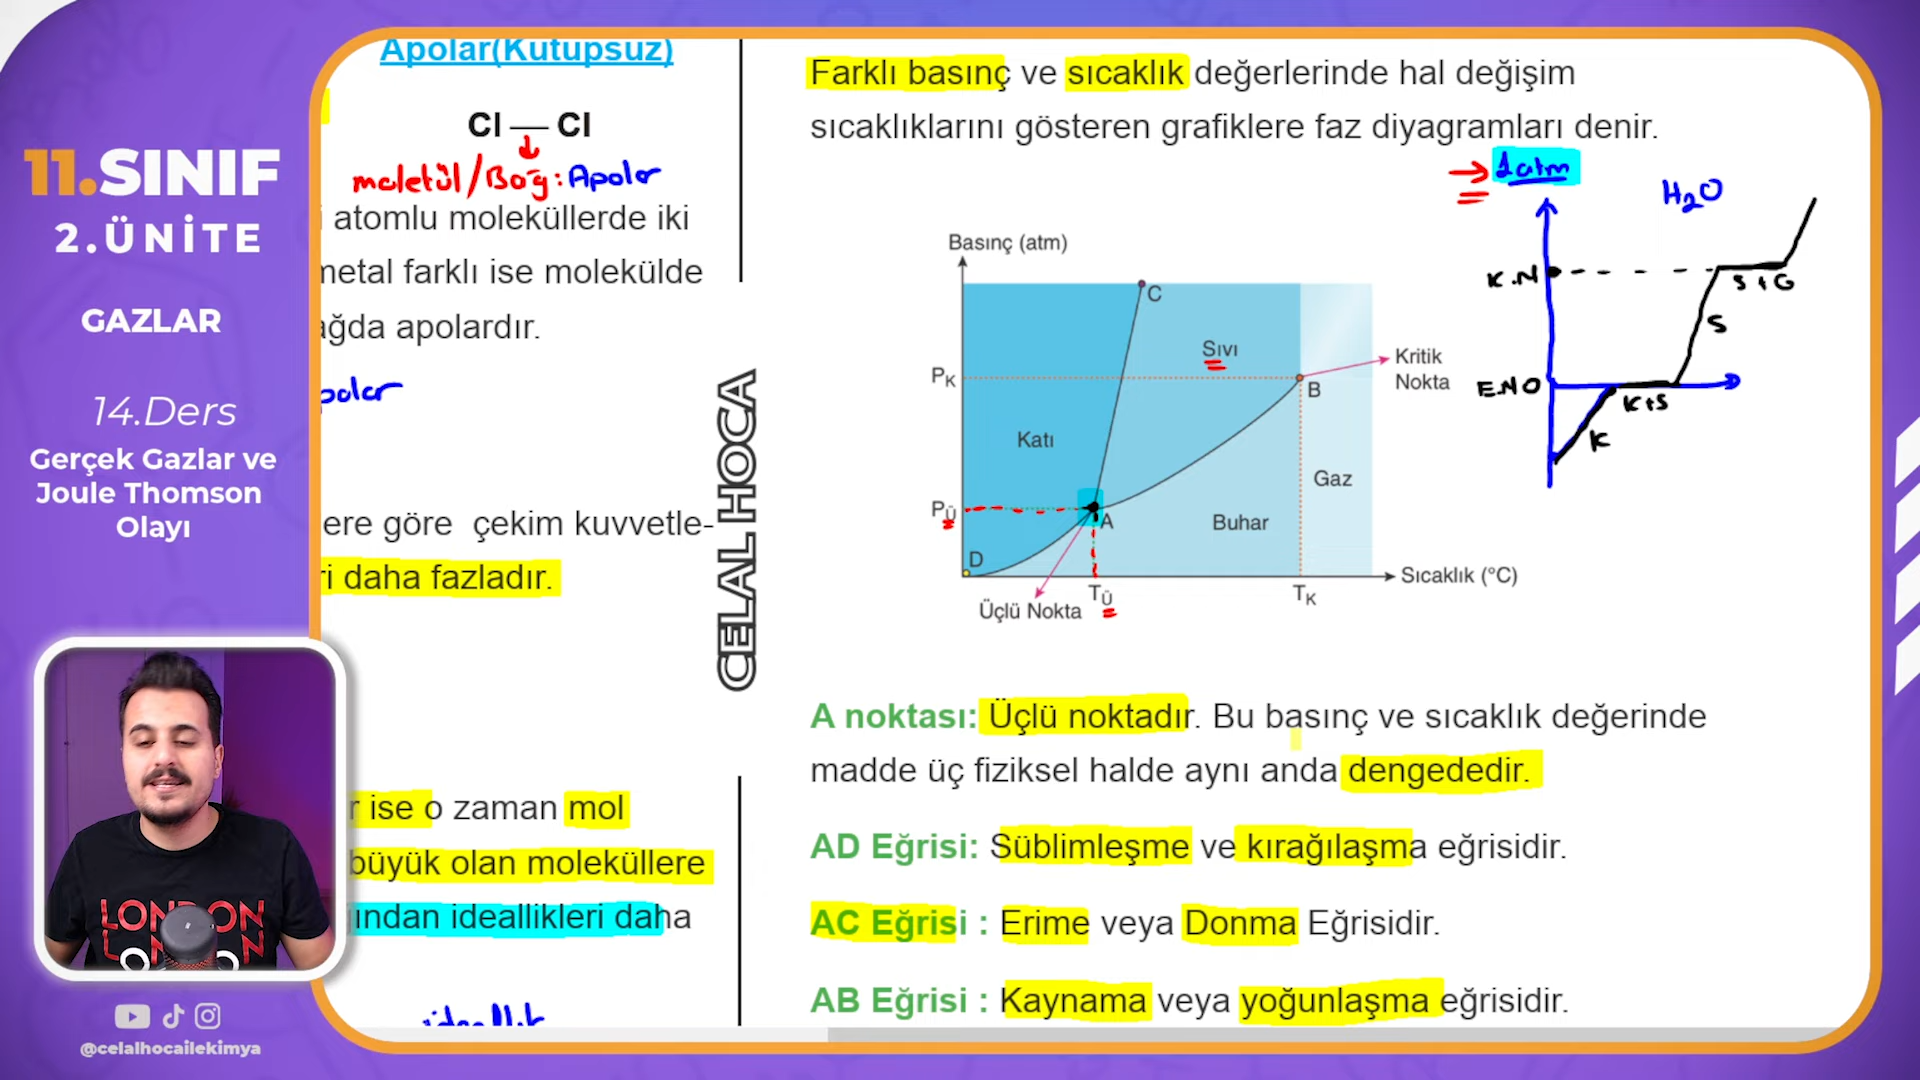 11.SINIF
2.ÜNİTE
GAZLAR
14.Ders
Gerçek Gazlar ve
Joule Thomson
Olayı
@celalhocailekimya
Apolar(Kutupsuz)
Cl — Cl
molekül/Bağ: Apolar
atomlu moleküllerde iki
metal farklı ise molekülde
ağda apolardır.
polar
ere göre çekim kuvvetle-
ri daha fazladır.
r ise o zaman mol
büyük olan moleküllere
ından ideallikleri daha
CELAL HOCA
Farklı basınç ve sıcaklık değerlerinde hal değişim
sıcaklıklarını gösteren grafiklere faz diyagramları denir.
1 atm
H₂O
K.N
S+G
S
E.N 0
K+S
K
Basınç (atm)
C
Sıvı
Kritik
Nokta
PK
B
Katı
Gaz
PÜ
A
Buhar
D
Sıcaklık (°C)
TÜ
TK
Üçlü Nokta
A noktası: Üçlü noktadır. Bu basınç ve sıcaklık değerinde
madde üç fiziksel halde aynı anda dengededir.
AD Eğrisi: Süblimleşme ve kırağılaşma eğrisidir.
AC Eğrisi : Erime veya Donma Eğrisidir.
AB Eğrisi : Kaynama veya yoğunlaşma eğrisidir.